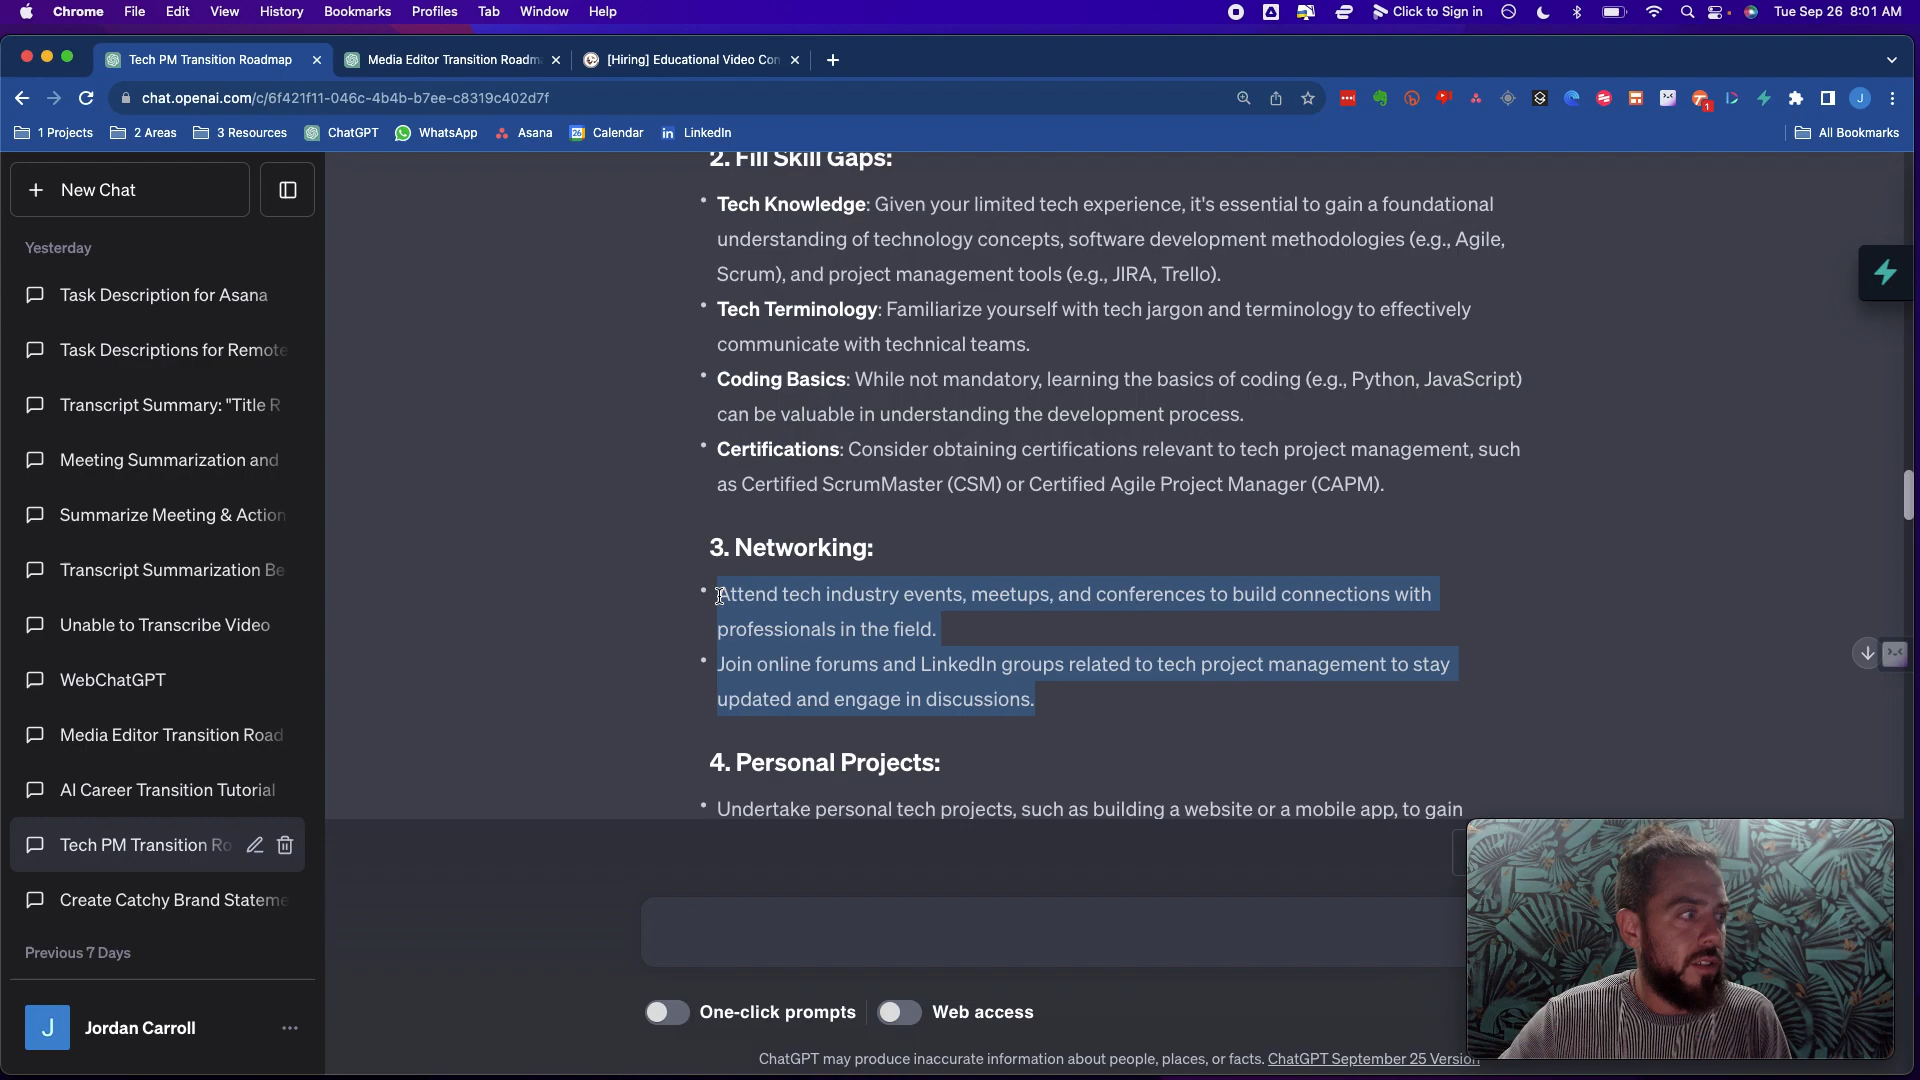 Chrome File Edit View History Bookmarks Profiles Tab Window Help Click to Sign in Tue Sep 26 8:01 AM
Tech PM Transition Roadmap Media Editor Transition Roadm [Hiring] Educational Video Con
chat.openai.com/c/6f421f11-046c-4b4b-b7ee-c8319c402d7f 1
1 Projects 2 Areas 3 Resources ChatGPT WhatsApp Asana 26 Calendar in LinkedIn All Bookmarks
New Chat
Yesterday
Task Description for Asana
Task Descriptions for Remote
Transcript Summary: "Title R
Meeting Summarization and
Summarize Meeting & Action
Transcript Summarization Be
Unable to Transcribe Video
WebChatGPT
Media Editor Transition Road
AI Career Transition Tutorial
Tech PM Transition Ro
Create Catchy Brand Stateme
Previous 7 Days
J Jordan Carroll
2. Fill Skill Gaps:
Tech Knowledge: Given your limited tech experience, it's essential to gain a foundational
understanding of technology concepts, software development methodologies (e.g., Agile,
Scrum), and project management tools (e.g., JIRA, Trello).
Tech Terminology: Familiarize yourself with tech jargon and terminology to effectively
communicate with technical teams.
Coding Basics: While not mandatory, learning the basics of coding (e.g., Python, JavaScript)
can be valuable in understanding the development process.
Certifications: Consider obtaining certifications relevant to tech project management, such
as Certified ScrumMaster (CSM) or Certified Agile Project Manager (CAPM).
3. Networking:
Attend tech industry events, meetups, and conferences to build connections with
professionals in the field.
Join online forums and LinkedIn groups related to tech project management to stay
updated and engage in discussions.
4. Personal Projects:
Undertake personal tech projects, such as building a website or a mobile app, to gain
One-click prompts Web access
ChatGPT may produce inaccurate information about people, places, or facts. ChatGPT September 25 Version